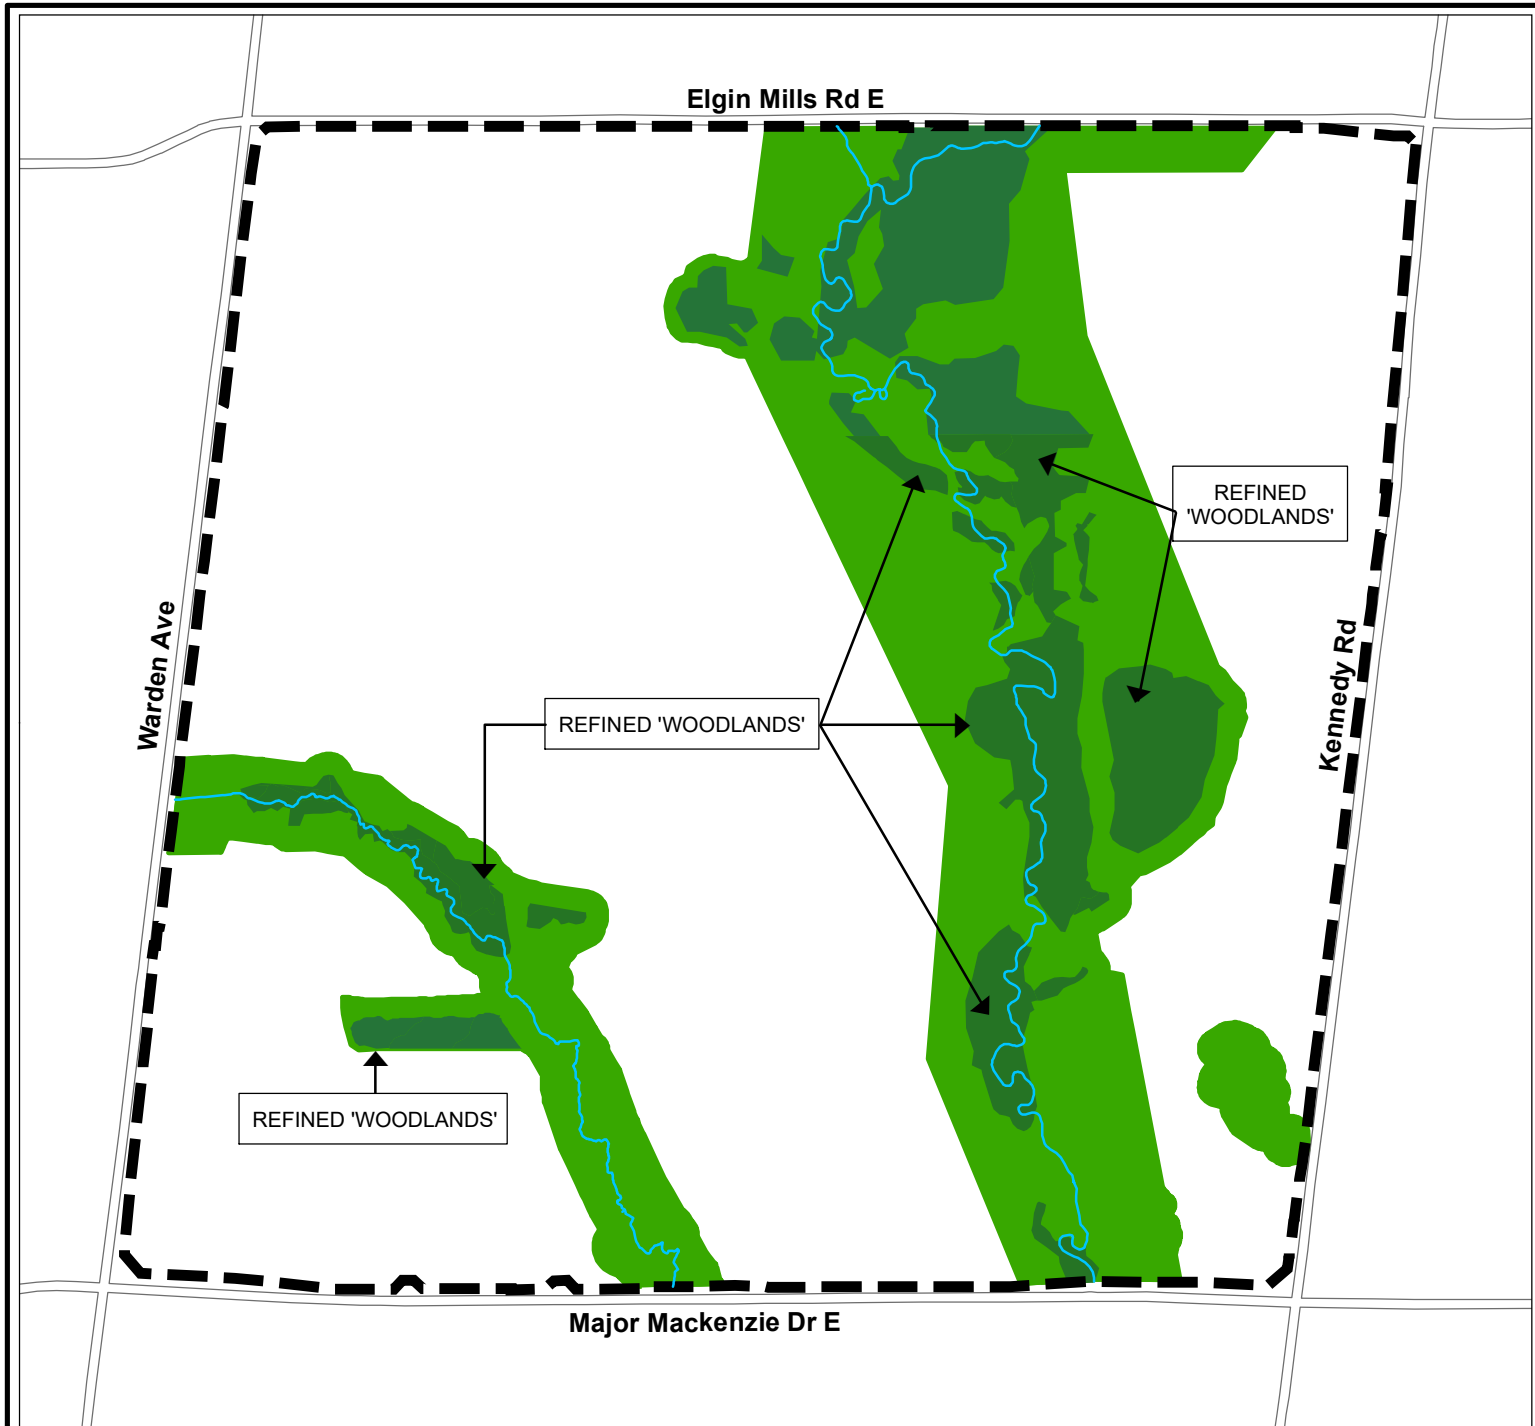 Elgin Mills Rd E
REFINED
'WOODLANDS'
Warden Ave
Kennedy Rd
REFINED 'WOODLANDS'
REFINED 'WOODLANDS'
Major Mackenzie Dr E